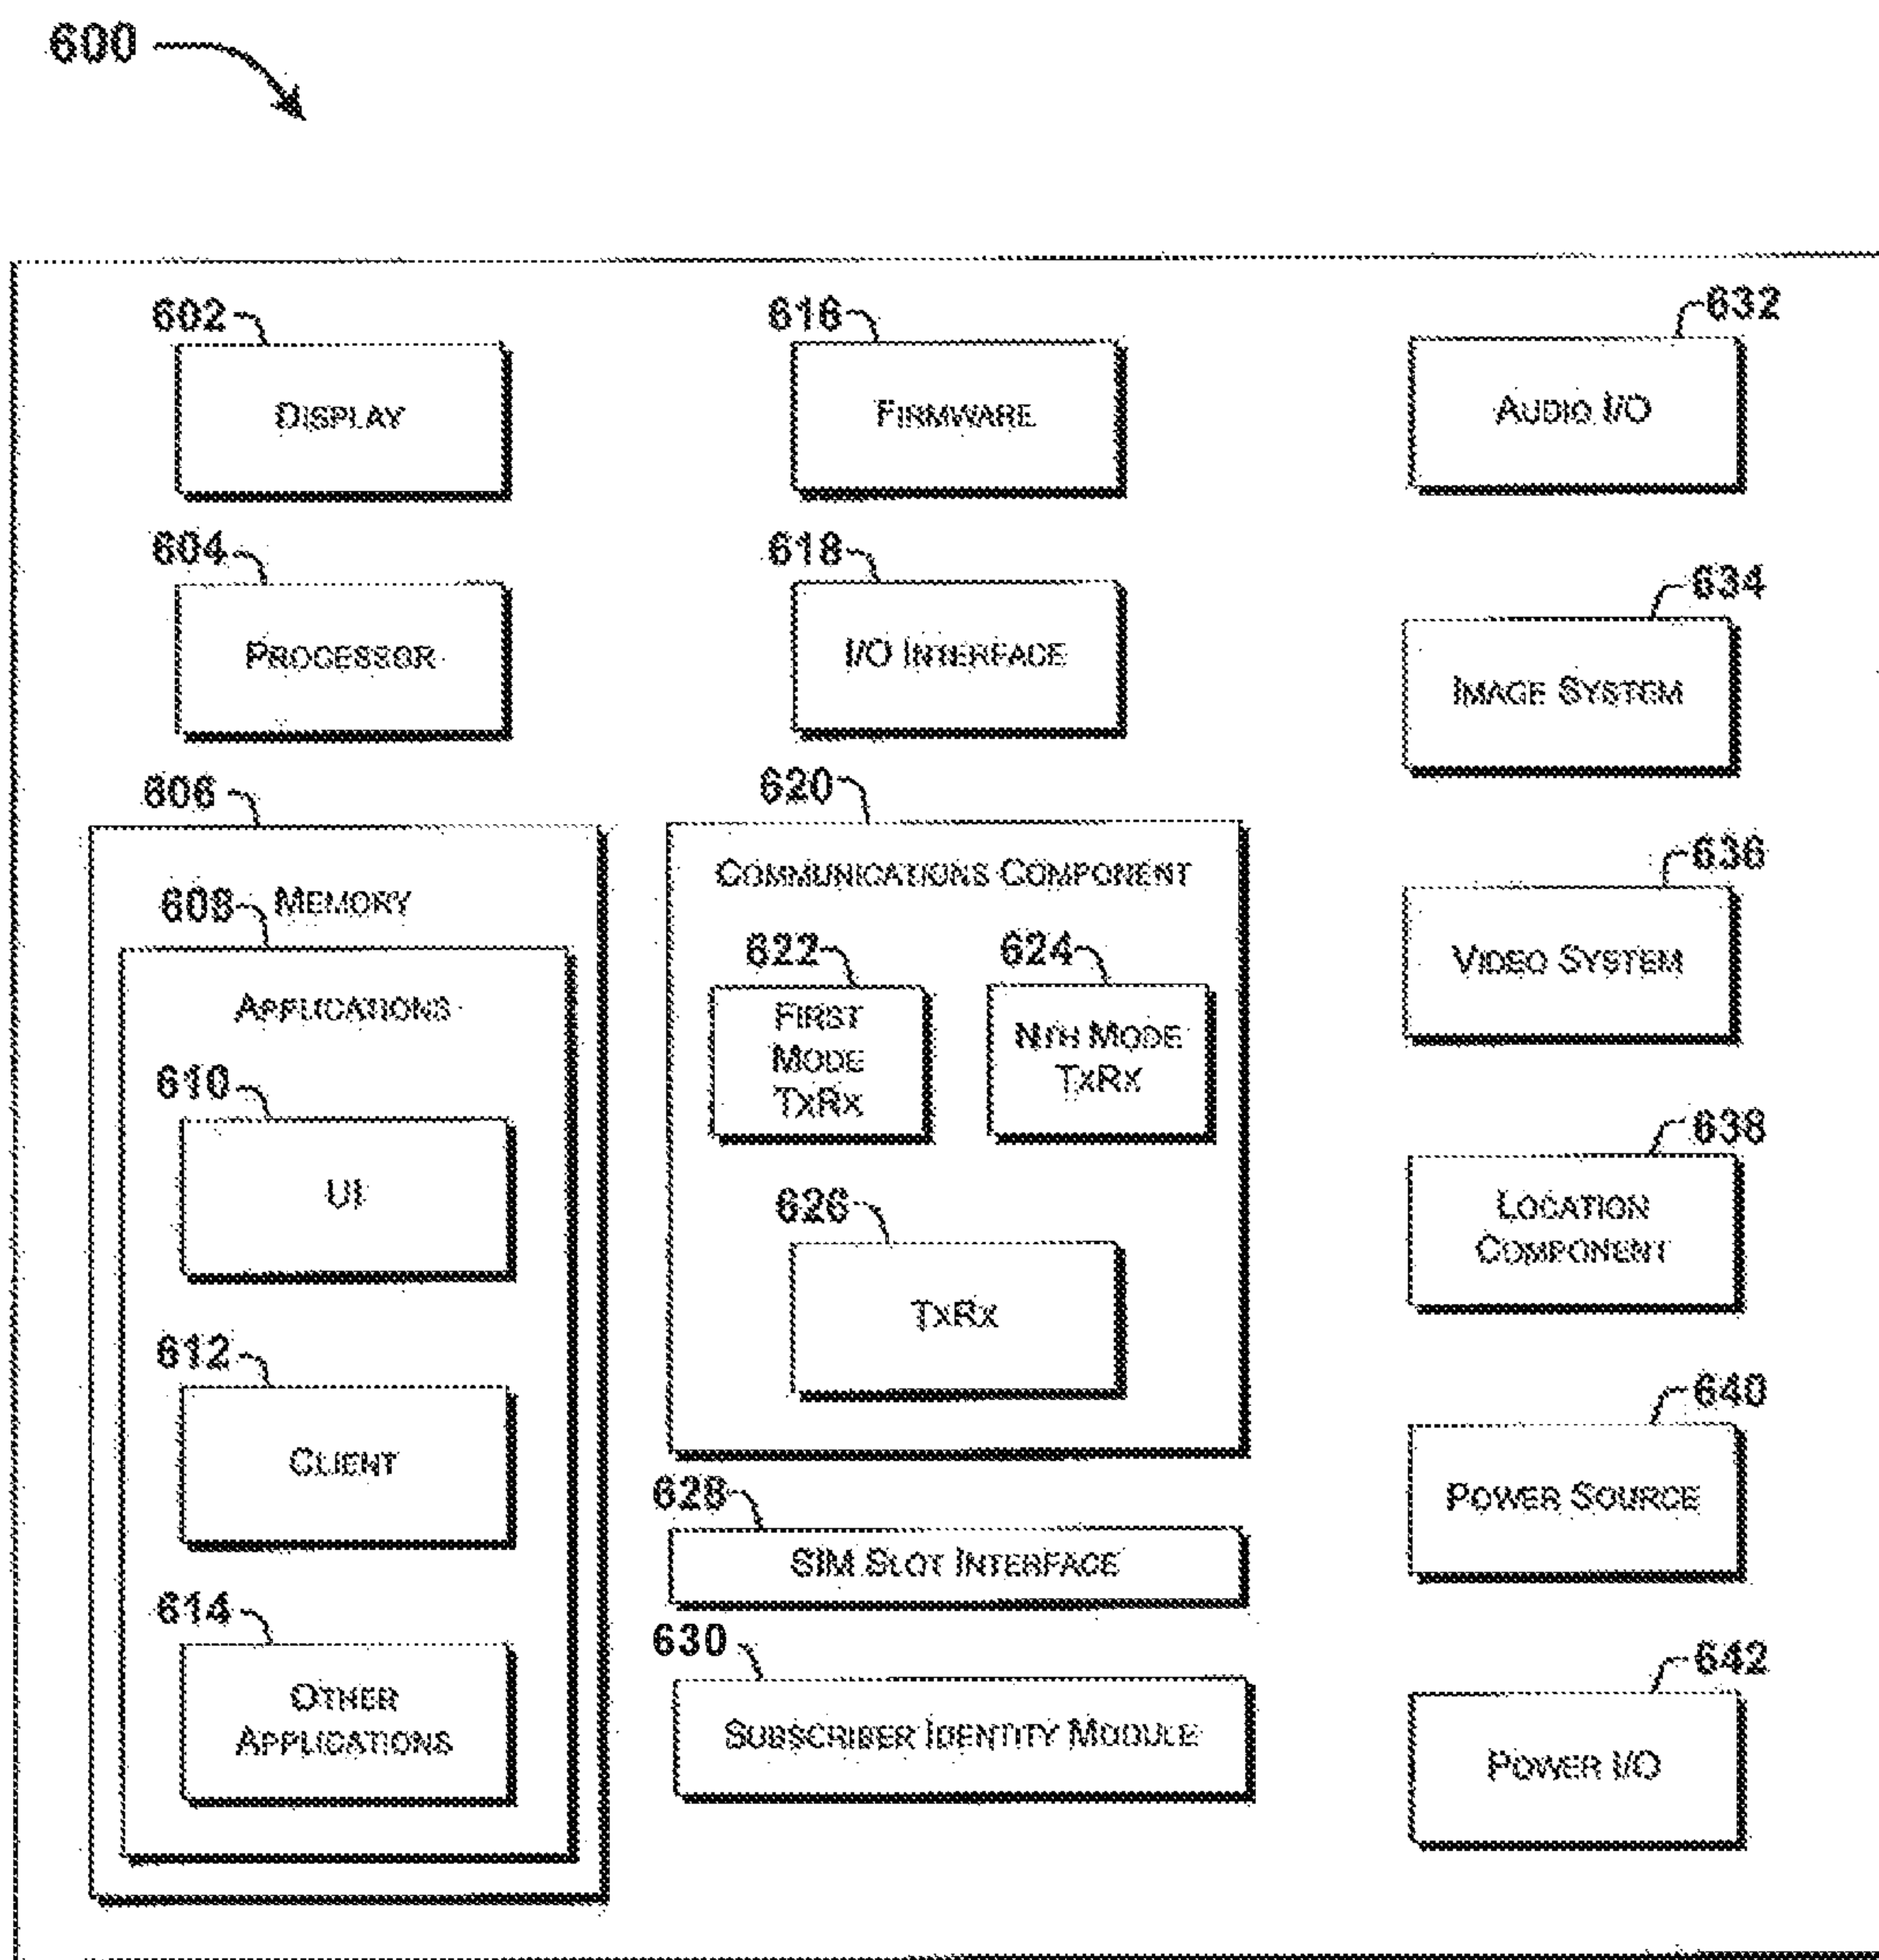 600
602
DISPLAY
604
PROCESSOR
606
MEMORY
608
APPLICATIONS
610
UI
612
CLIENT
614
OTHER
APPLICATIONS
616
FIRMWARE
618
I/O INTERFACE
620
COMMUNICATIONS COMPONENT
622
FIRST
MODE
TXRX
624
NTH MODE
TXRX
626
TXRX
628
SIM SLOT INTERFACE
630
SUBSCRIBER IDENTITY MODULE
632
AUDIO I/O
634
IMAGE SYSTEM
636
VIDEO SYSTEM
638
LOCATION
COMPONENT
640
POWER SOURCE
642
POWER I/O